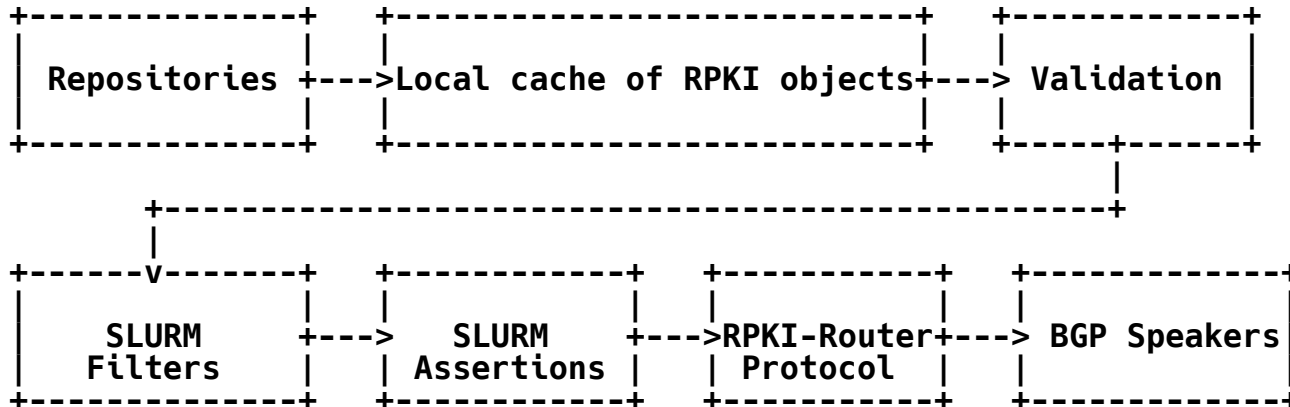 Repositories
Local cache of RPKI objects
Validation
SLURM
Filters
SLURM
Assertions
RPKI-Router
Protocol
BGP Speakers